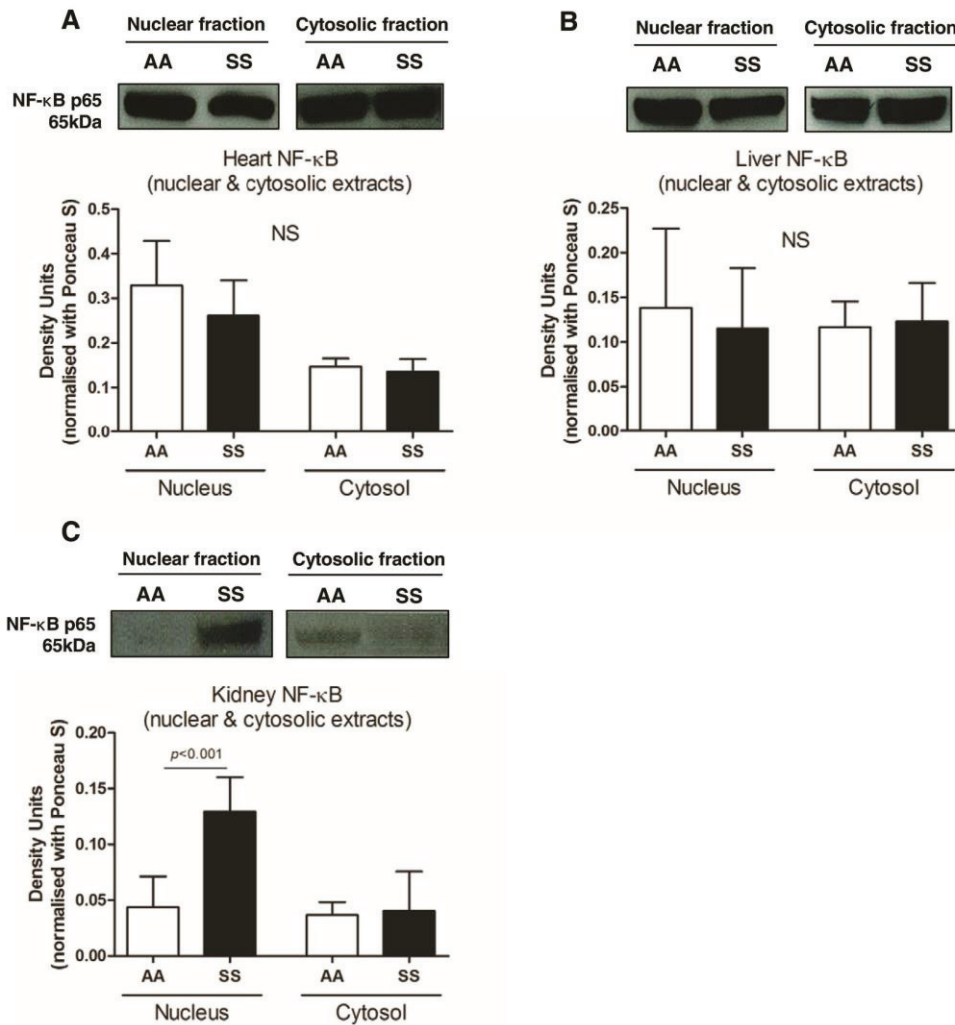 A
Nuclear fraction
Cytosolic fraction
AA
SS
AA
SS
NF-κB p65
65kDa
Heart NF-κB
(nuclear & cytosolic extracts)
Density Units
(normalised with Ponceau S)
0.5
0.4
0.3
0.2
0.1
0.0
NS
AA
SS
AA
SS
Nucleus
Cytosol
B
Nuclear fraction
Cytosolic fraction
AA
SS
AA
SS
Liver NF-κB
(nuclear & cytosolic extracts)
Density Units
(normalised with Ponceau S)
0.25
0.20
0.15
0.10
0.05
0.00
NS
AA
SS
AA
SS
Nucleus
Cytosol
C
Nuclear fraction
Cytosolic fraction
AA
SS
AA
SS
NF-κB p65
65kDa
Kidney NF-κB
(nuclear & cytosolic extracts)
Density Units
(normalised with Ponceau S)
0.20
0.15
0.10
0.05
0.00
p<0.001
AA
SS
AA
SS
Nucleus
Cytosol